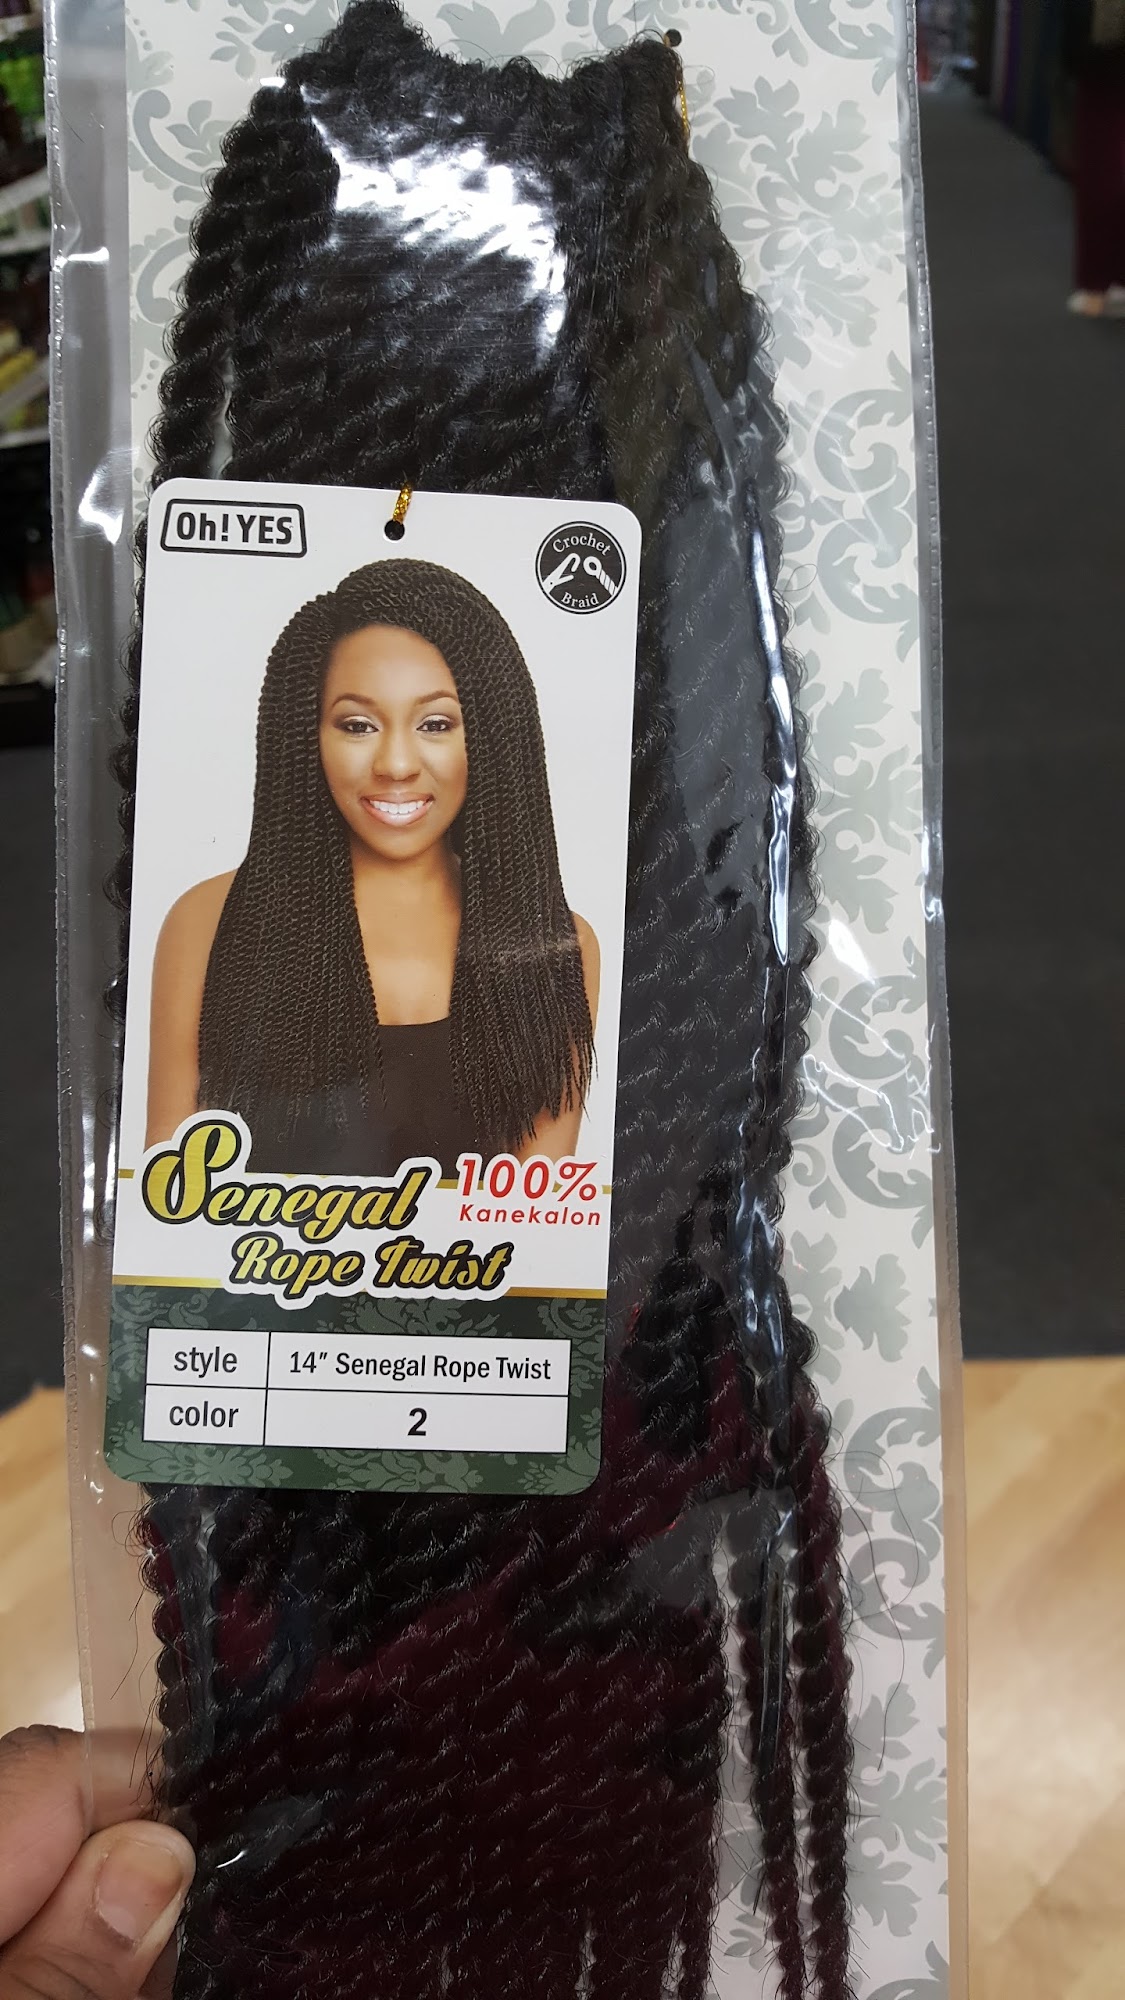 Oh! YES
Crochet
Braid
Senegal
Rope Twist
100%
Kanekalon
style 14" Senegal Rope Twist
color 2